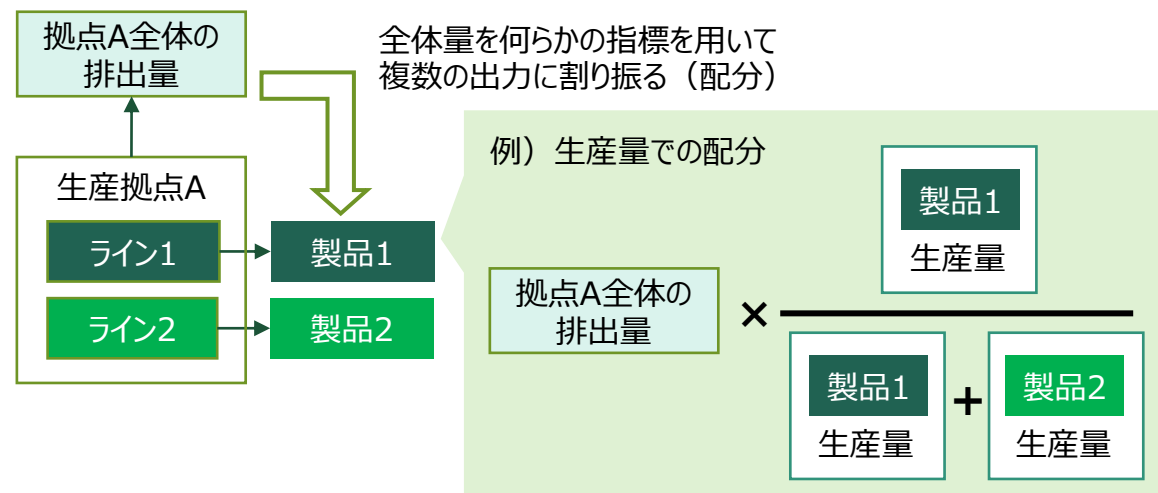 拠点A全体の
排出量
全体量を何らかの指標を用いて
複数の出力に割り振る（配分）
生産拠点A
ライン1
製品1
ライン2
製品2
例）生産量での配分
拠点A全体の
排出量
×
製品1
生産量
製品1
生産量
+
製品2
生産量